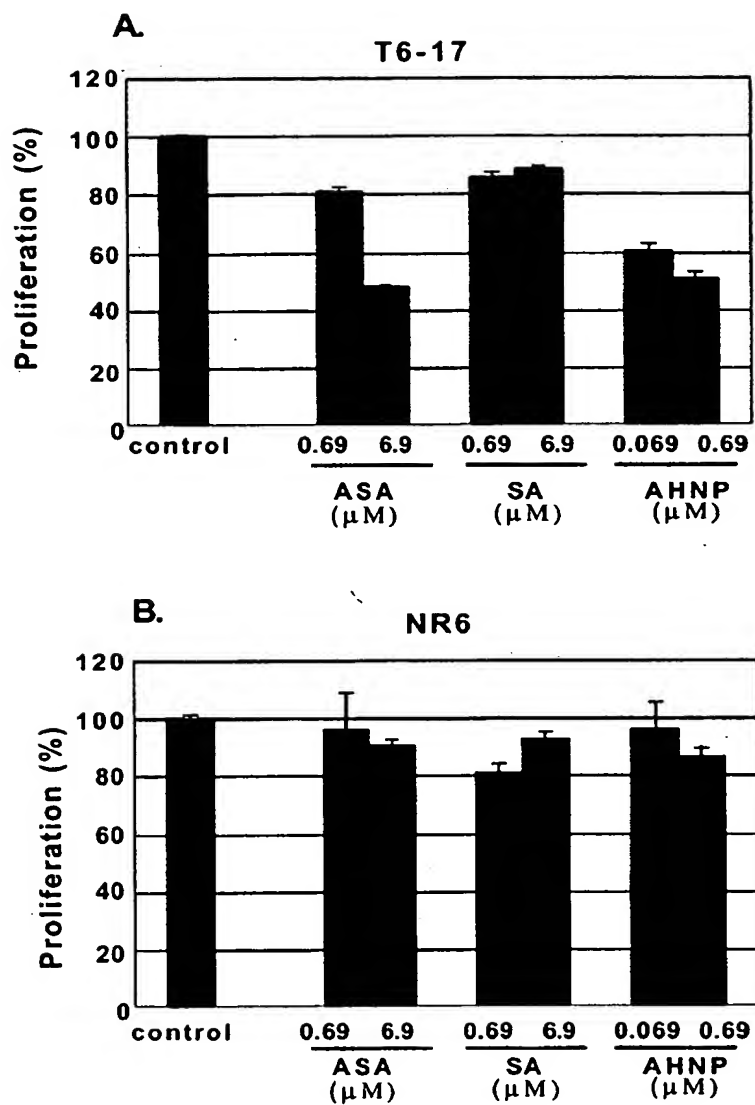 A.
T6-17
Proliferation (%)
120
100
80
60
40
20
0
control
0.69 6.9 0.69 6.9 0.069 0.69
ASA SA AHNP
(μM) (μM) (μM)
B.
NR6
Proliferation (%)
120
100
80
60
40
20
0
control
0.69 6.9 0.69 6.9 0.069 0.69
ASA SA AHNP
(μM) (μM) (μM)